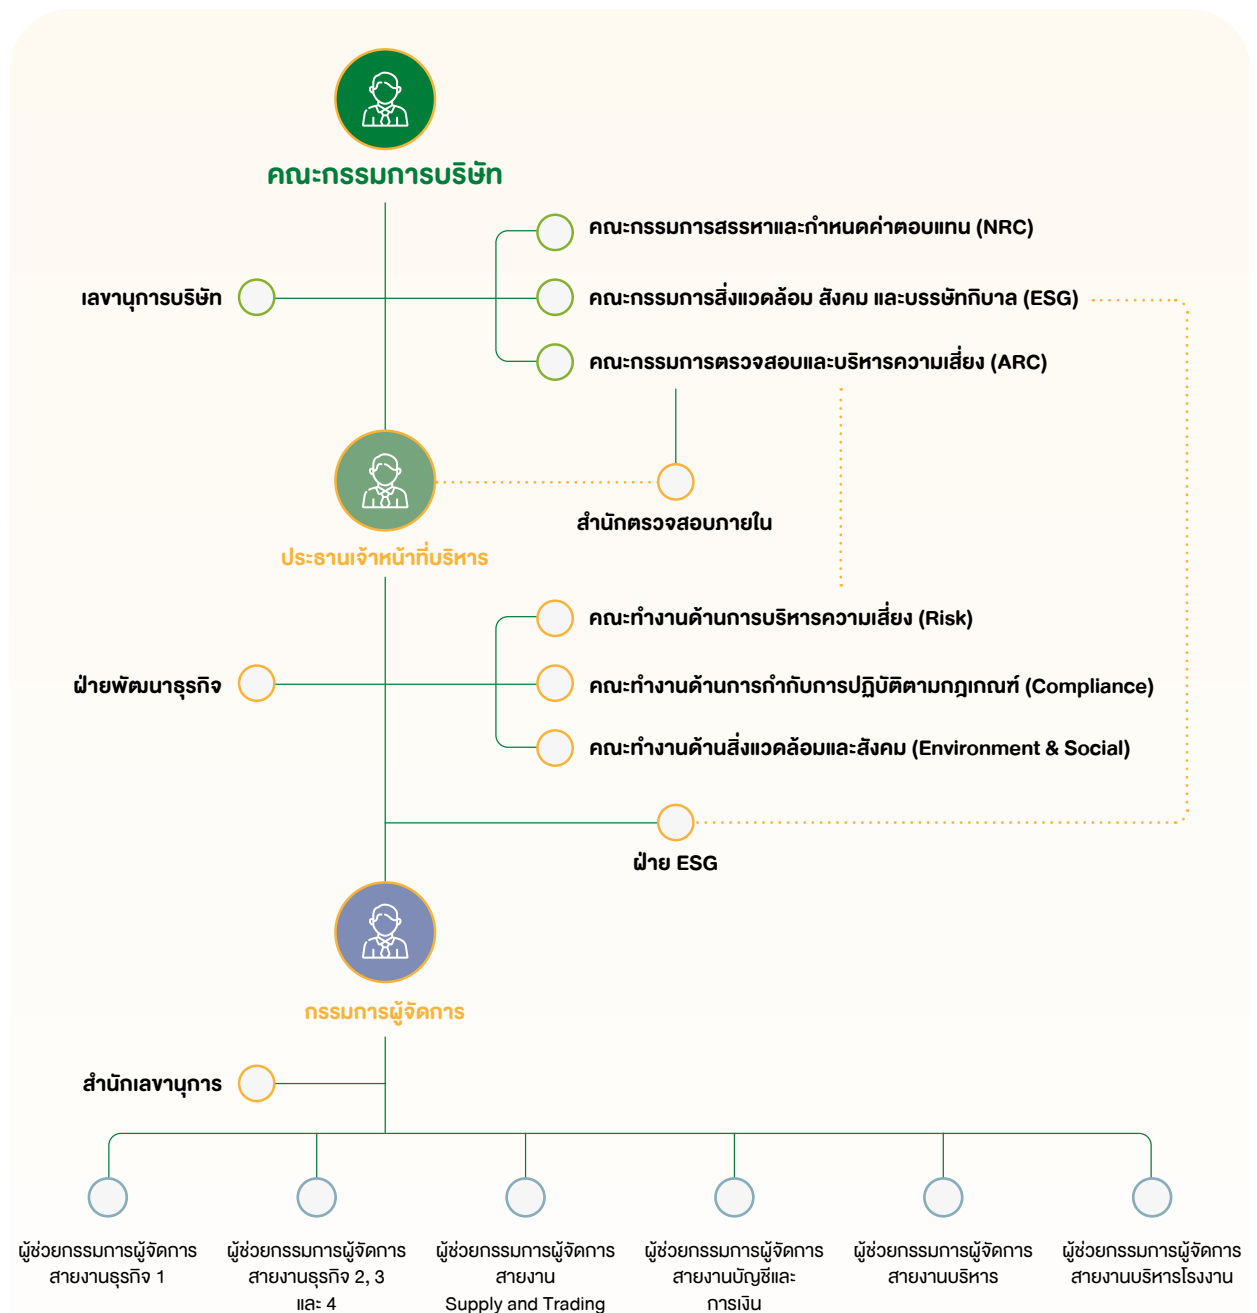 คณะกรรมการบริษัท
คณะกรรมการสรรหาและกำหนดค่าตอบแทน (NRC)
เลขานุการบริษัท
คณะกรรมการสิ่งแวดล้อม สังคม และบรรษัทภิบาล (ESG)
คณะกรรมการตรวจสอบและบริหารความเสี่ยง (ARC)
สำนักตรวจสอบภายใน
ประธานเจ้าหน้าที่บริหาร
คณะทำงานด้านการบริหารความเสี่ยง (Risk)
ฝ่ายพัฒนาธุรกิจ
คณะทำงานด้านการกำกับการปฏิบัติตามกฎเกณฑ์ (Compliance)
คณะทำงานด้านสิ่งแวดล้อมและสังคม (Environment & Social)
ฝ่าย ESG
กรรมการผู้จัดการ
สำนักเลขานุการ
ผู้ช่วยกรรมการผู้จัดการ
สายงานธุรกิจ 1
ผู้ช่วยกรรมการผู้จัดการ
สายงานธุรกิจ 2, 3
และ 4
ผู้ช่วยกรรมการผู้จัดการ
สายงาน
Supply and Trading
ผู้ช่วยกรรมการผู้จัดการ
สายงานบัญชีและ
การเงิน
ผู้ช่วยกรรมการผู้จัดการ
สายงานบริหาร
ผู้ช่วยกรรมการผู้จัดการ
สายงานบริหารโรงงาน